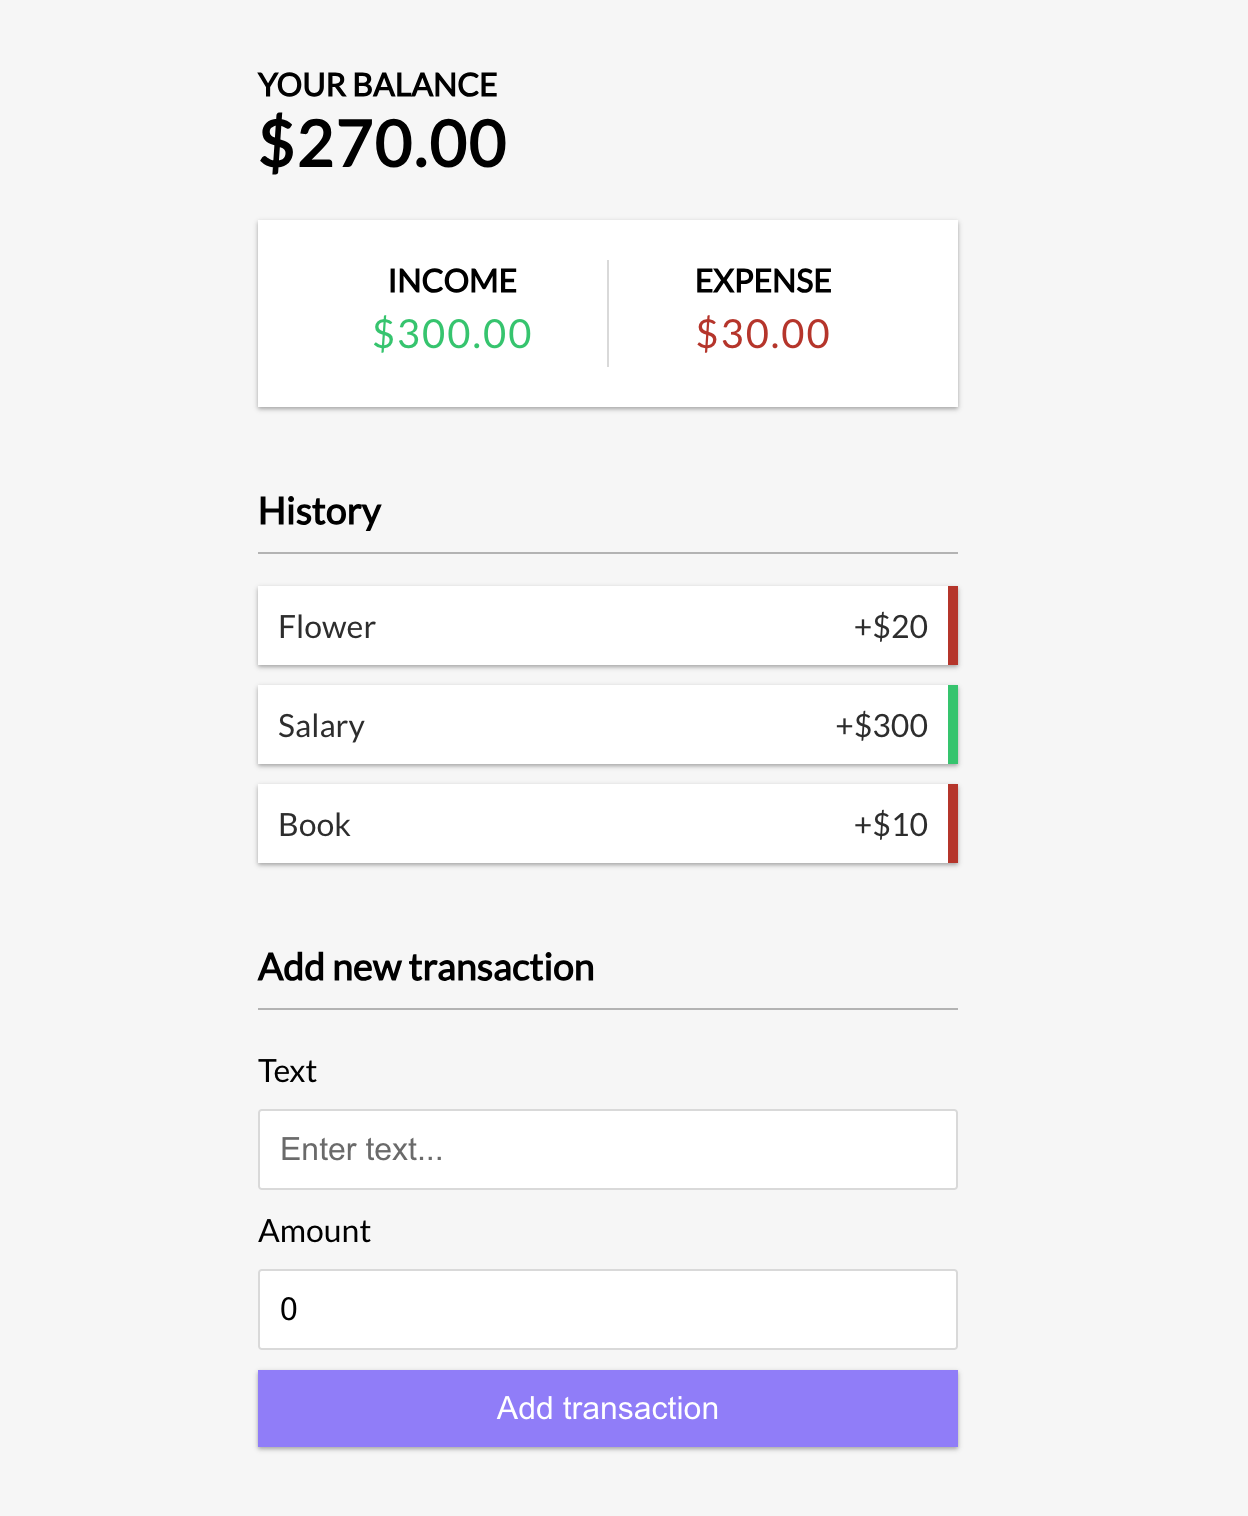 YOUR BALANCE
$270.00
INCOME
$300.00
EXPENSE
$30.00
History
Flower +$20
Salary +$300
Book +$10
Add new transaction
Text
Enter text...
Amount
0
Add transaction